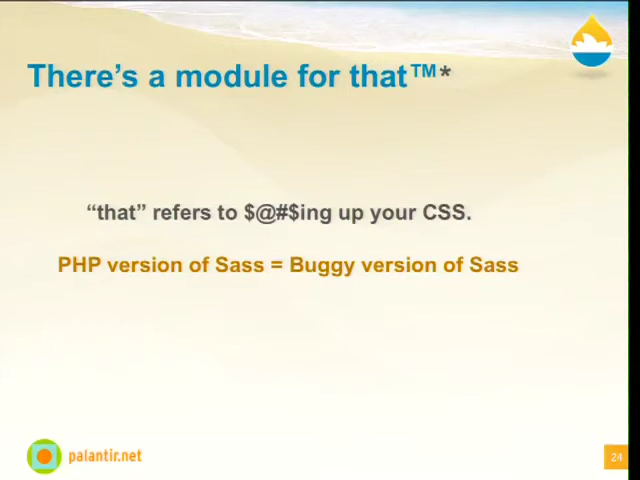 There’s a module for that™*
“that” refers to $@#$ing up your CSS.
PHP version of Sass = Buggy version of Sass
palantir.net
24